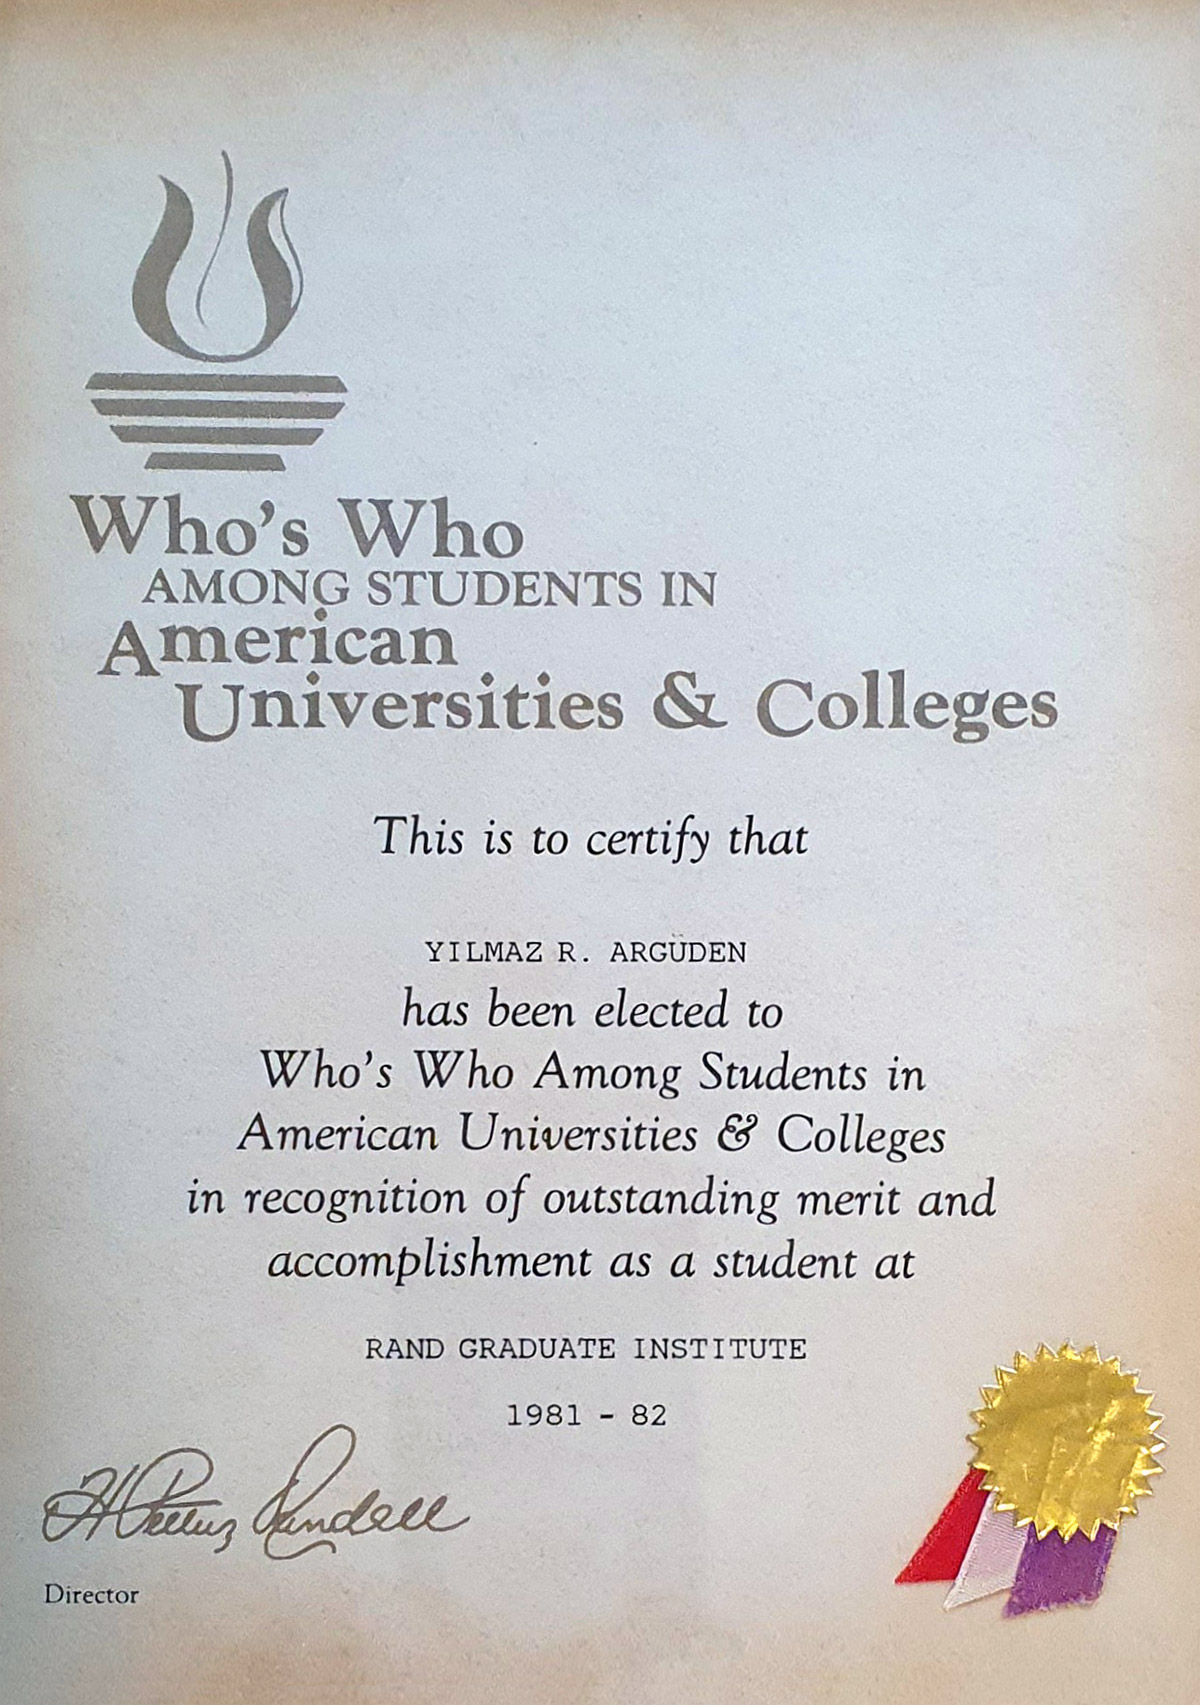 Who's Who
AMONG STUDENTS IN
American
Universities & Colleges
This is to certify that
YILMAZ R. ARGÜDEN
has been elected to
Who's Who Among Students in
American Universities & Colleges
in recognition of outstanding merit and
accomplishment as a student at
RAND GRADUATE INSTITUTE
1981 - 82
Director